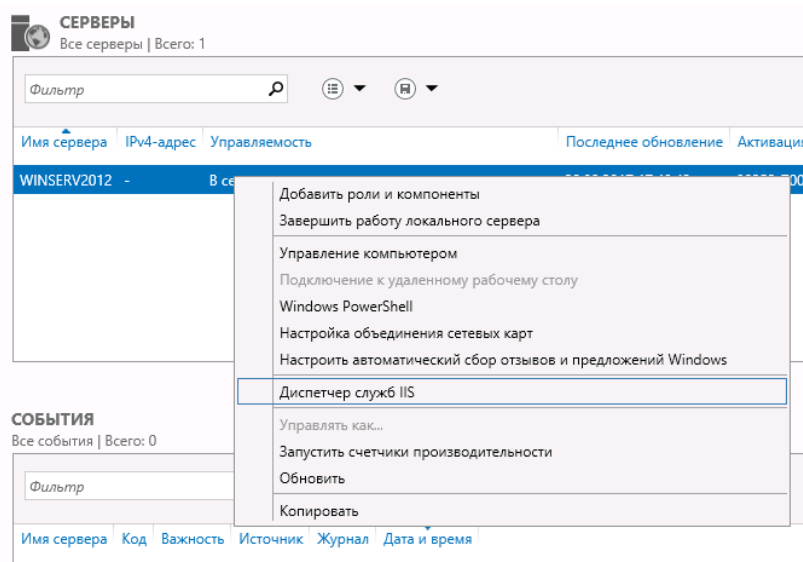 СЕРВЕРЫ
Все серверы | Всего: 1
Фильтр
Имя сервера IPv4-адрес Управляемость Последнее обновление
WINSERV2012 -
Добавить роли и компоненты
Завершить работу локального сервера
Управление компьютером
Подключение к удаленному рабочему столу
Windows PowerShell
Настройка объединения сетевых карт
Настроить автоматический сбор отзывов и предложений Windows
Диспетчер служб IIS
Управлять как...
Запустить счетчики производительности
Обновить
Копировать
СОБЫТИЯ
Все события | Всего: 0
Фильтр
Имя сервера Код Важность Источник Журнал Дата и время